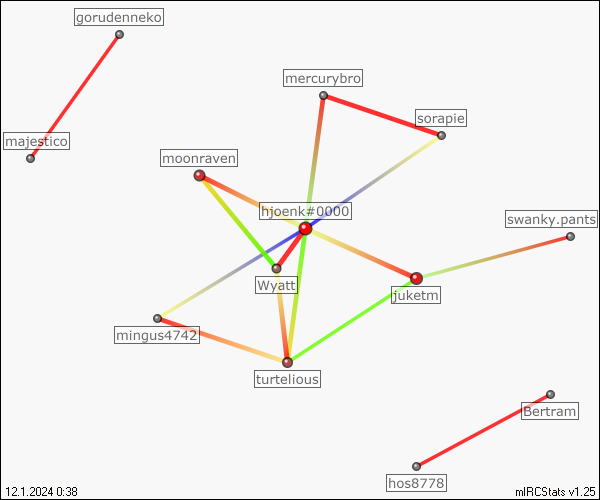 gorudenneko
mercurybro
sorapie
majestico
moonraven
hjoenk#0000
swanky.pants
Wyatt
juketm
mingus4742
turtelious
Bertram
hos8778
12.1.2024 0:38
mIRCStats v1.25